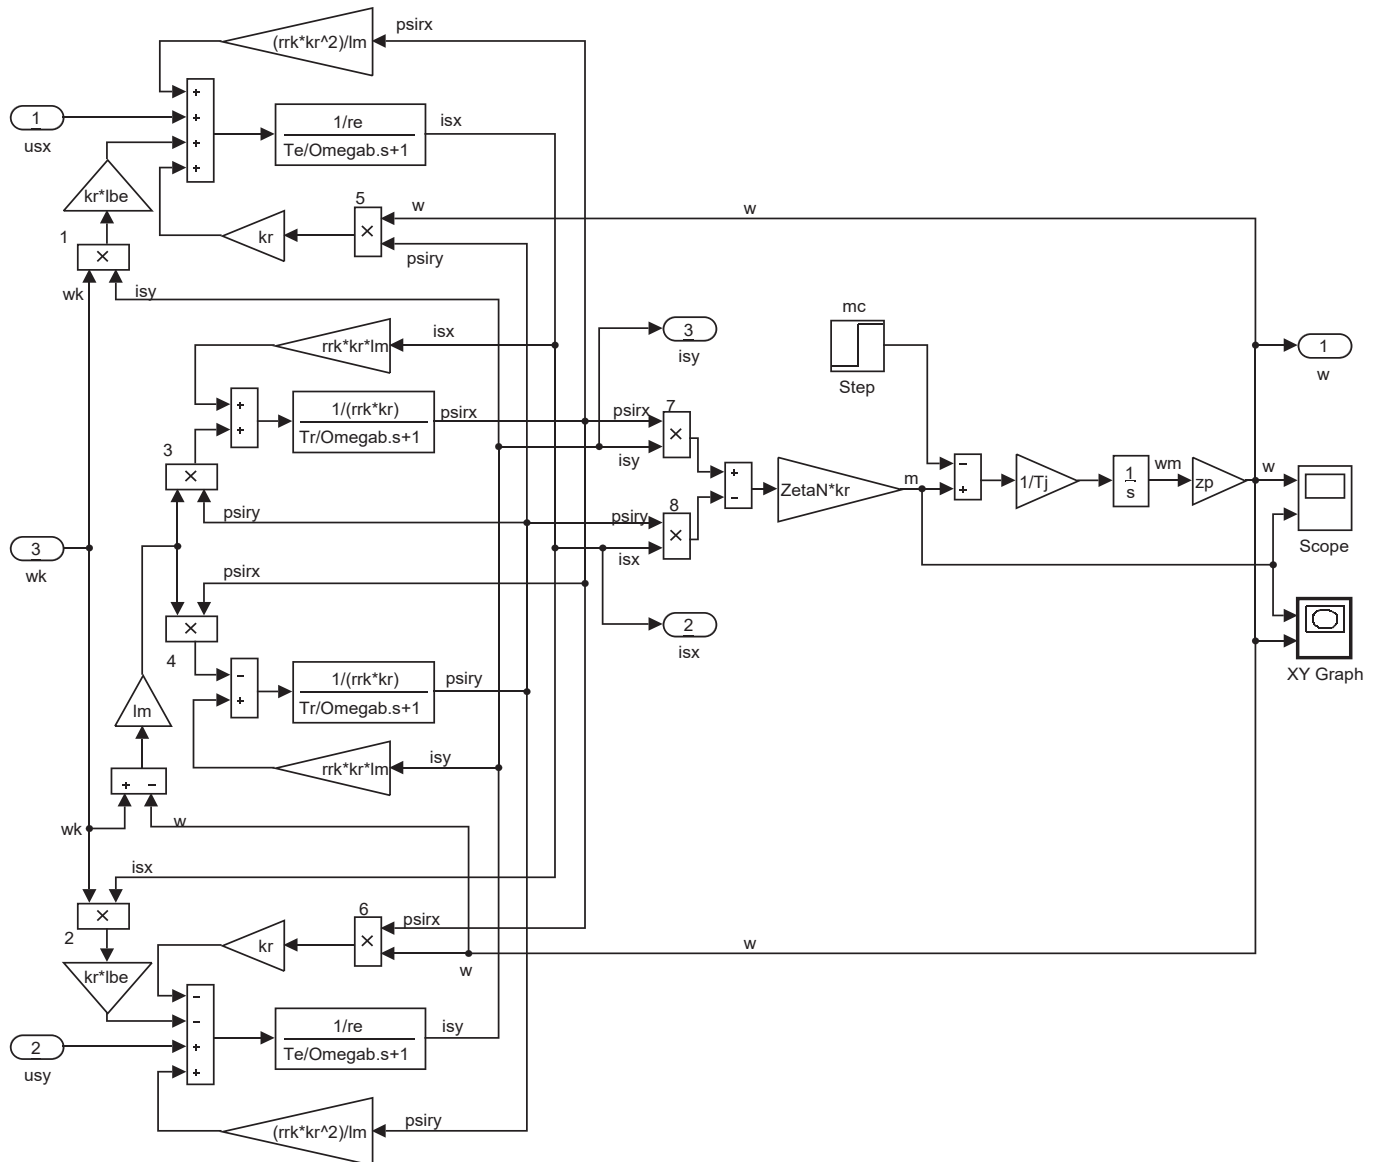 psirx
(rrk*kr^2)/lm
+
1
usx
+
+
+
1/re
Te/Omegab.s+1
isx
kr*lbe
1
×
kr
5
×
w
psiry
w
wk
isy
rrk*kr*lm
isx
3
isy
mc
Step
1
w
+
+
1/(rrk*kr)
Tr/Omegab.s+1
psirx
psirx
7
×
isy
3
×
psiry
psiry
8
×
isx
+
−
ZetaN*kr
m
−
+
1/Tj
1
s
wm
zp
w
Scope
3
wk
psirx
×
4
2
isx
XY Graph
−
+
1/(rrk*kr)
Tr/Omegab.s+1
psiry
lm
rrk*kr*lm
isy
+ −
wk
w
isx
×
2
kr
6
×
psirx
w
w
kr*lbe
−
−
+
+
1/re
Te/Omegab.s+1
isy
2
usy
(rrk*kr^2)/lm
psiry